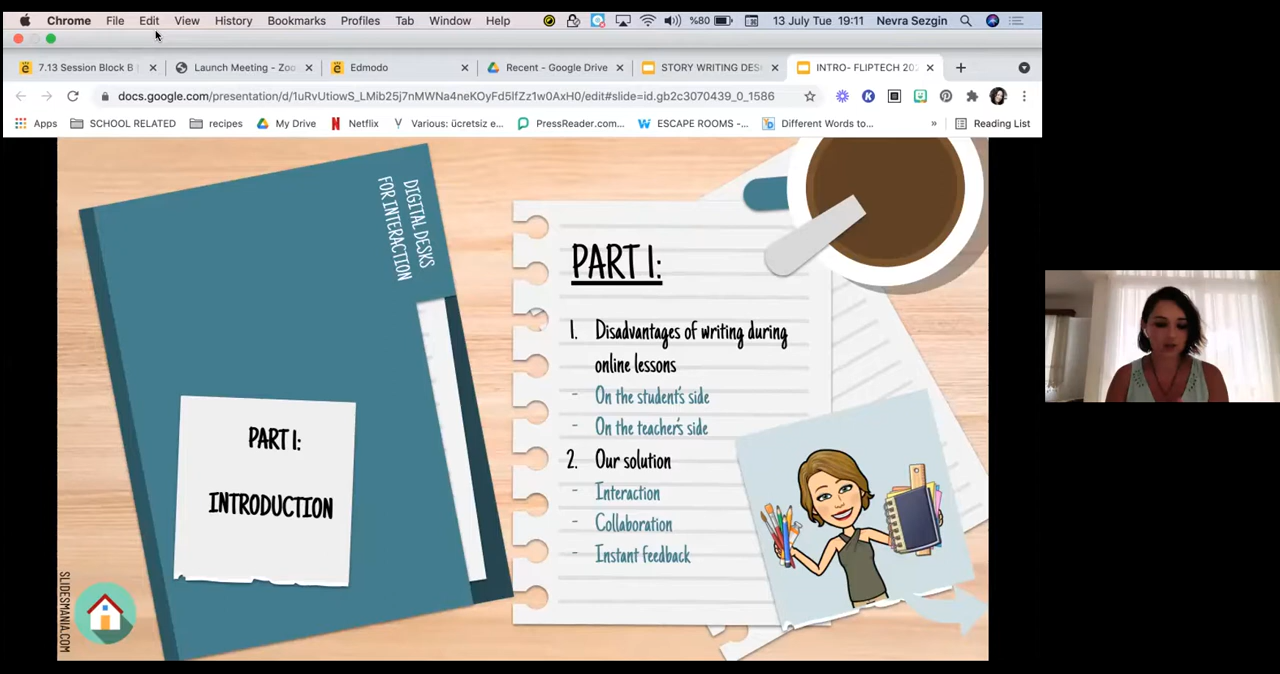 Chrome File Edit View History Bookmarks Profiles Tab Window Help %80 13 July Tue 19:11 Nevra Sezgin
7.13 Session Block B Launch Meeting - Zoo Edmodo Recent - Google Drive STORY WRITING DES INTRO- FLIPTECH 202
docs.google.com/presentation/d/1uRvUtiowS_LMib25j7nMWNa4neKOyFd5lfZz1w0AxH0/edit#slide=id.gb2c3070439_0_1586
Apps SCHOOL RELATED recipes My Drive Netflix Various: ücretsiz e... PressReader.com... ESCAPE ROOMS -... Different Words to... » Reading List
DIGITAL DESKS
FOR INTERACTION
PART I:
INTRODUCTION
SLIDESMANIA.COM
PART I:
1. Disadvantages of writing during
online lessons
- On the student's side
- On the teacher's side
2. Our solution
- Interaction
- Collaboration
- Instant feedback